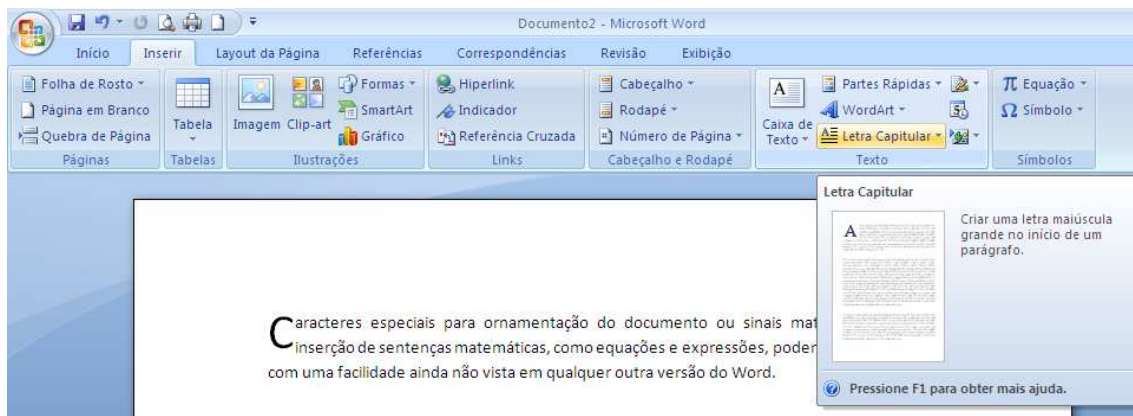 Documento2 - Microsoft Word
Início Inserir Layout da Página Referências Correspondências Revisão Exibição
Folha de Rosto
Página em Branco
Quebra de Página
Páginas
Tabela
Tabelas
Imagem Clip-art
Formas
SmartArt
Gráfico
Ilustrações
Hiperlink
Indicador
Referência Cruzada
Links
Cabeçalho
Rodapé
Número de Página
Cabeçalho e Rodapé
A
Caixa de
Texto
Partes Rápidas
WordArt
Letra Capitular
Texto
π Equação
Ω Símbolo
Símbolos
Letra Capitular
A
Criar uma letra maiúscula
grande no início de um
parágrafo.
Pressione F1 para obter mais ajuda.
Caracteres especiais para ornamentação do documento ou sinais mat
inserção de sentenças matemáticas, como equações e expressões, poder
com uma facilidade ainda não vista em qualquer outra versão do Word.